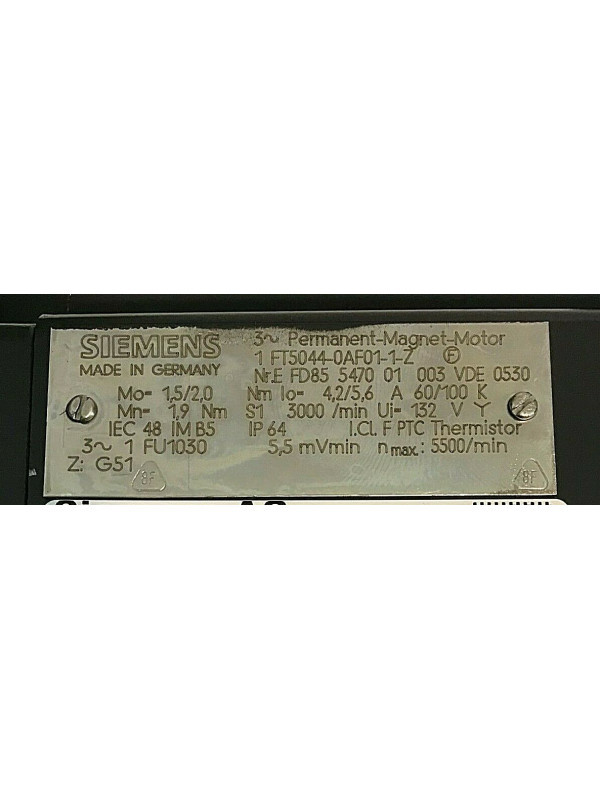 SIEMENS 3~ Permanent-Magnet-Motor
MADE IN GERMANY 1 FT5044-0AF01-1-Z F
Nr.E FD85 5470 01 003 VDE 0530
Mo= 1,5/2,0 Nm Io= 4,2/5,6 A 60/100 K
Mn= 1,9 Nm S1 3000 /min Ui= 132 V Y
IEC 48 IM B5 IP 64 I.Cl. F PTC Thermistor
3~ 1 FU1030 5,5 mVmin nmax.: 5500/min
Z: G51
8F 8F